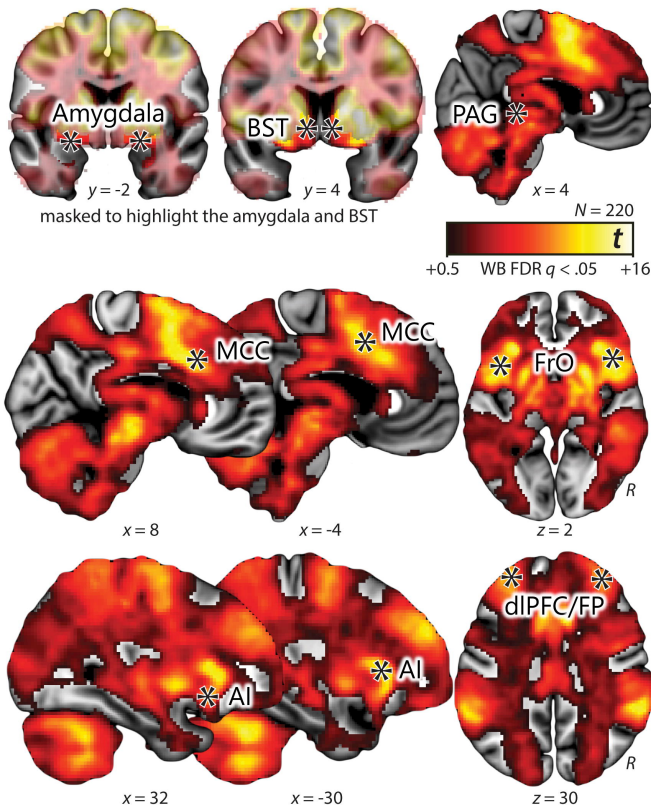 Amygdala
BST
PAG
y = -2
y = 4
x = 4
masked to highlight the amygdala and BST
N = 220
t
+0.5 WB FDR q < .05 +16
MCC
MCC
FrO
R
x = 8
x = -4
z = 2
dlPFC/FP
AI
AI
R
x = 32
x = -30
z = 30